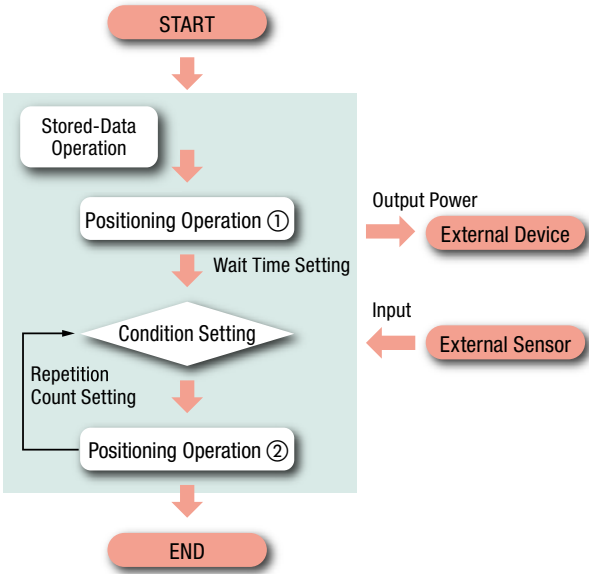 START
Stored-Data
Operation
Positioning Operation ①
Output Power
External Device
Wait Time Setting
Condition Setting
Input
External Sensor
Repetition
Count Setting
Positioning Operation ②
END